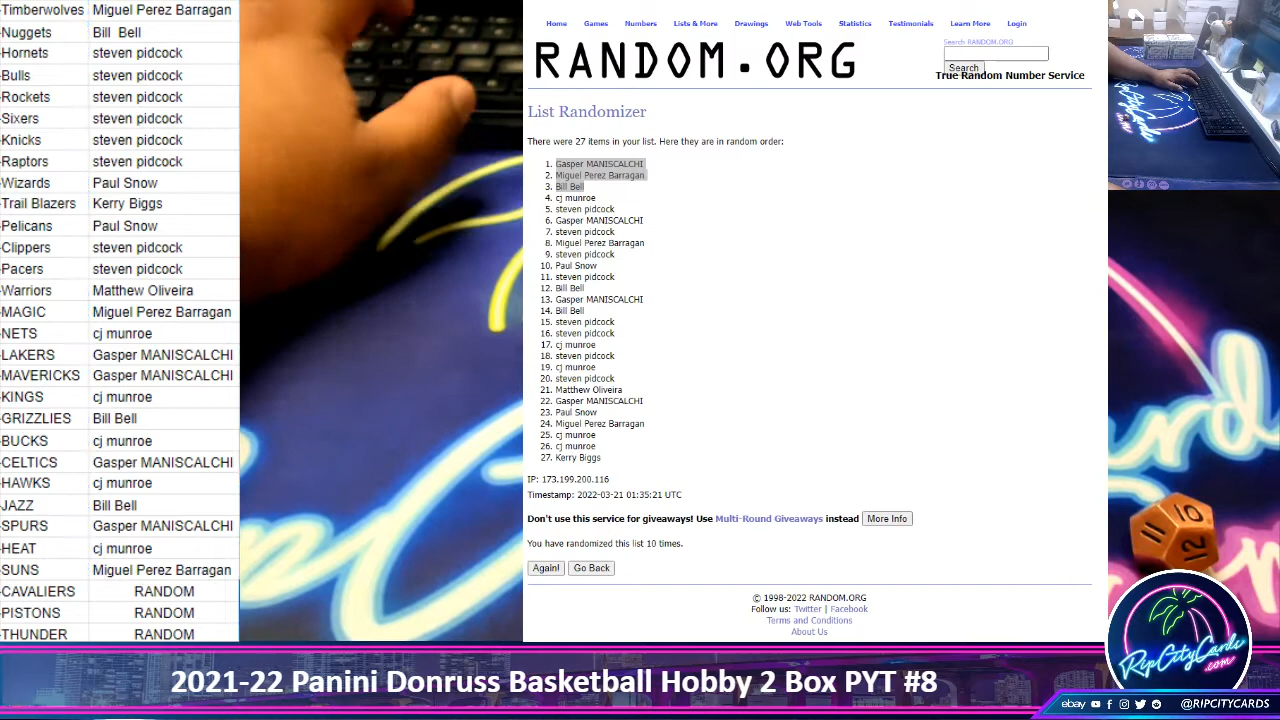 -Timberwolves Miguel Perez Barragan
-Nuggets Bill Bell
-Hornets steven pidcock
-Bulls steven pidcock
-Rockets steven pidcock
-Sixers steven pidcock
-Knicks steven pidcock
-Raptors steven pidcock
-Wizards Paul Snow
-Trail Blazers Kerry Biggs
-Pelicans Paul Snow
-Clippers steven pidcock
-Pacers steven pidcock
-Warriors Matthew Oliveira
-MAGIC Miguel Perez Barragan
-NETS cj munroe
-LAKERS Gasper MANISCALCHI
-MAVERICKS Gasper MANISCALCHI
-KINGS cj munroe
-GRIZZLIES Bill Bell
-BUCKS cj munroe
-CELTICS Gasper MANISCALCHI
-HAWKS cj munroe
-JAZZ Bill Bell
-SPURS Gasper MANISCALCHI
-HEAT cj munroe
-SUNS Miguel Perez Barragan
-CAVALIERS RANDOM
-PISTONS RANDOM
-THUNDER RANDOM
Home Games Numbers Lists & More Drawings Web Tools Statistics Testimonials Learn More Login
RANDOM.ORG
Search RANDOM.ORG
Search
True Random Number Service
List Randomizer
There were 27 items in your list. Here they are in random order:
1. Gasper MANISCALCHI
2. Miguel Perez Barragan
3. Bill Bell
4. cj munroe
5. steven pidcock
6. Gasper MANISCALCHI
7. steven pidcock
8. Miguel Perez Barragan
9. steven pidcock
10. Paul Snow
11. steven pidcock
12. Bill Bell
13. Gasper MANISCALCHI
14. Bill Bell
15. steven pidcock
16. steven pidcock
17. cj munroe
18. steven pidcock
19. cj munroe
20. steven pidcock
21. Matthew Oliveira
22. Gasper MANISCALCHI
23. Paul Snow
24. Miguel Perez Barragan
25. cj munroe
26. cj munroe
27. Kerry Biggs
IP: 173.199.200.116
Timestamp: 2022-03-21 01:35:21 UTC
Don't use this service for giveaways! Use Multi-Round Giveaways instead More Info
You have randomized this list 10 times.
Again! Go Back
© 1998-2022 RANDOM.ORG
Follow us: Twitter | Facebook
Terms and Conditions
About Us
11 10 12
RipCityCards
.com
2021-22 Panini Donruss Basketball Hobby 2 Box PYT #8
ebay @RIPCITYCARDS